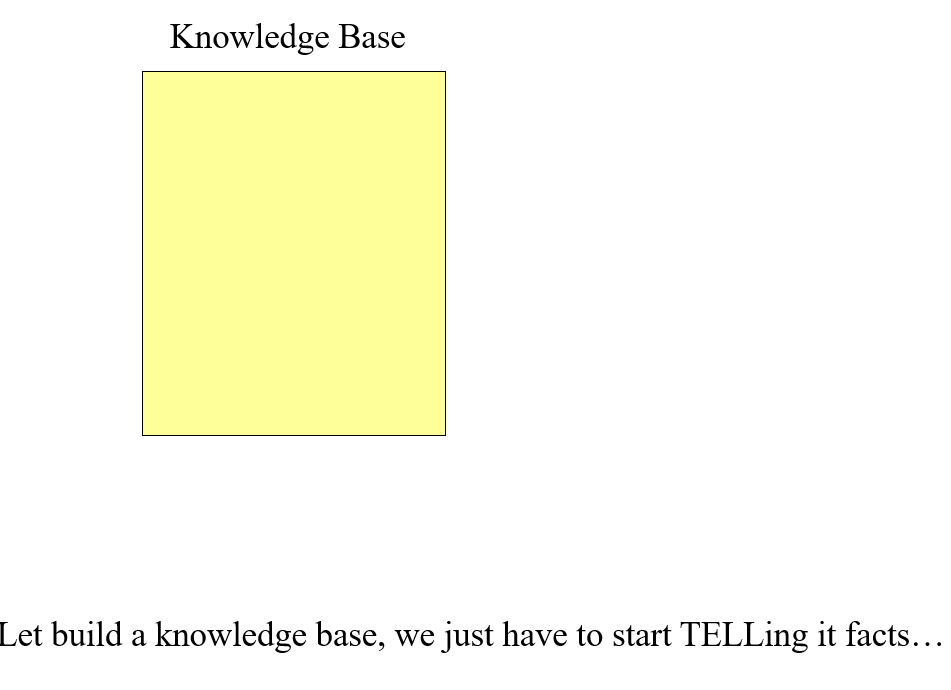 Knowledge Base
Let build a knowledge base, we just have to start TELLing it facts…